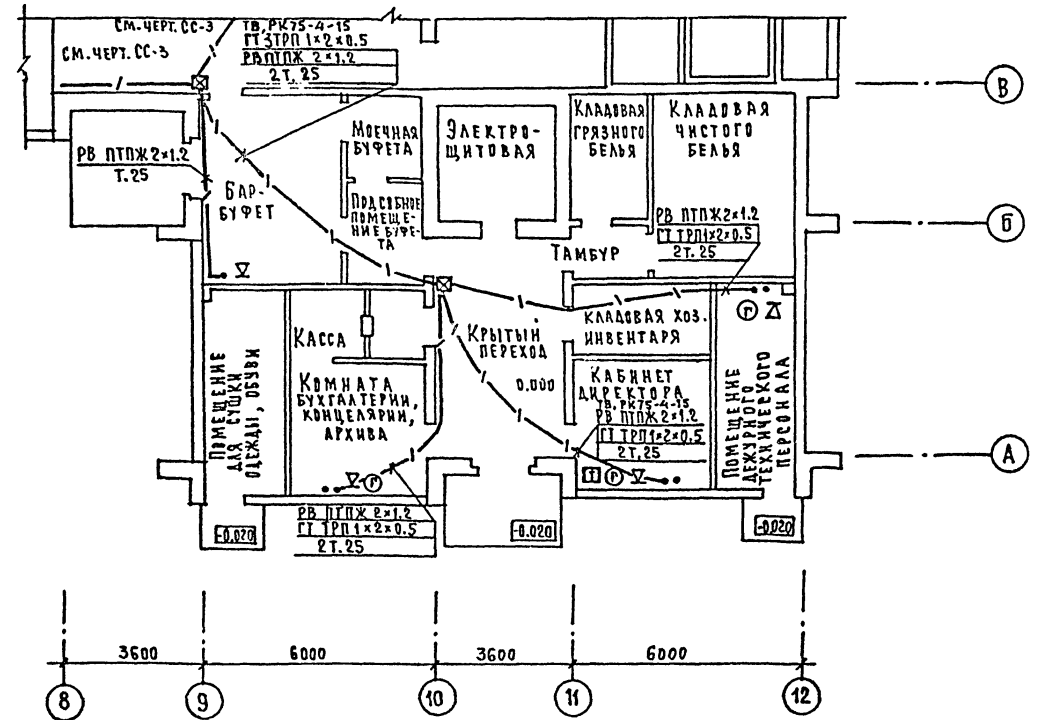 СМ. ЧЕРТ. СС-3
СМ. ЧЕРТ. СС-3
ТВ, РК75-4-15
ГТ 3ТРП 1×2×0.5
РВ ПТПЖ 2×1.2
2Т. 25
В
МОЕЧНАЯ
БУФЕТА
ЭЛЕКТРО-
ЩИТОВАЯ
КЛАДОВАЯ
ГРЯЗНОГО
БЕЛЬЯ
КЛАДОВАЯ
ЧИСТОГО
БЕЛЬЯ
РВ ПТПЖ 2×1.2
Т. 25
БАР-
БУФЕТ
ПОДСОБНОЕ
ПОМЕЩЕ-
НИЕ БУФЕ-
ТА
РВ ПТПЖ 2×1.2
ГТ ТРП 1×2×0.5
2Т. 25
Б
ТАМБУР
Г
КАССА
КРЫТЫЙ
ПЕРЕХОД
КЛАДОВАЯ ХОЗ.
ИНВЕНТАРЯ
0.000
ПОМЕЩЕНИЕ
ДЛЯ СУШКИ
ОДЕЖДЫ, ОБУВИ
КОМНАТА
БУХГАЛТЕРИИ,
КОНЦЕЛЯРИИ,
АРХИВА
КАБИНЕТ
ДИРЕКТОРА
ТВ, РК75-4-15
РВ ПТПЖ 2×1.2
ГТ ТРП 1×2×0.5
2Т. 25
ПОМЕЩЕНИЕ
ДЕЖУРНОГО
ТЕХНИЧЕСКОГО
ПЕРСОНАЛА
А
Г
Т
Г
РВ ПТПЖ 2×1.2
ГТ ТРП 1×2×0.5
2Т. 25
-0.020
-0.020
-0.020
3600
6000
3600
6000
8
9
10
11
12